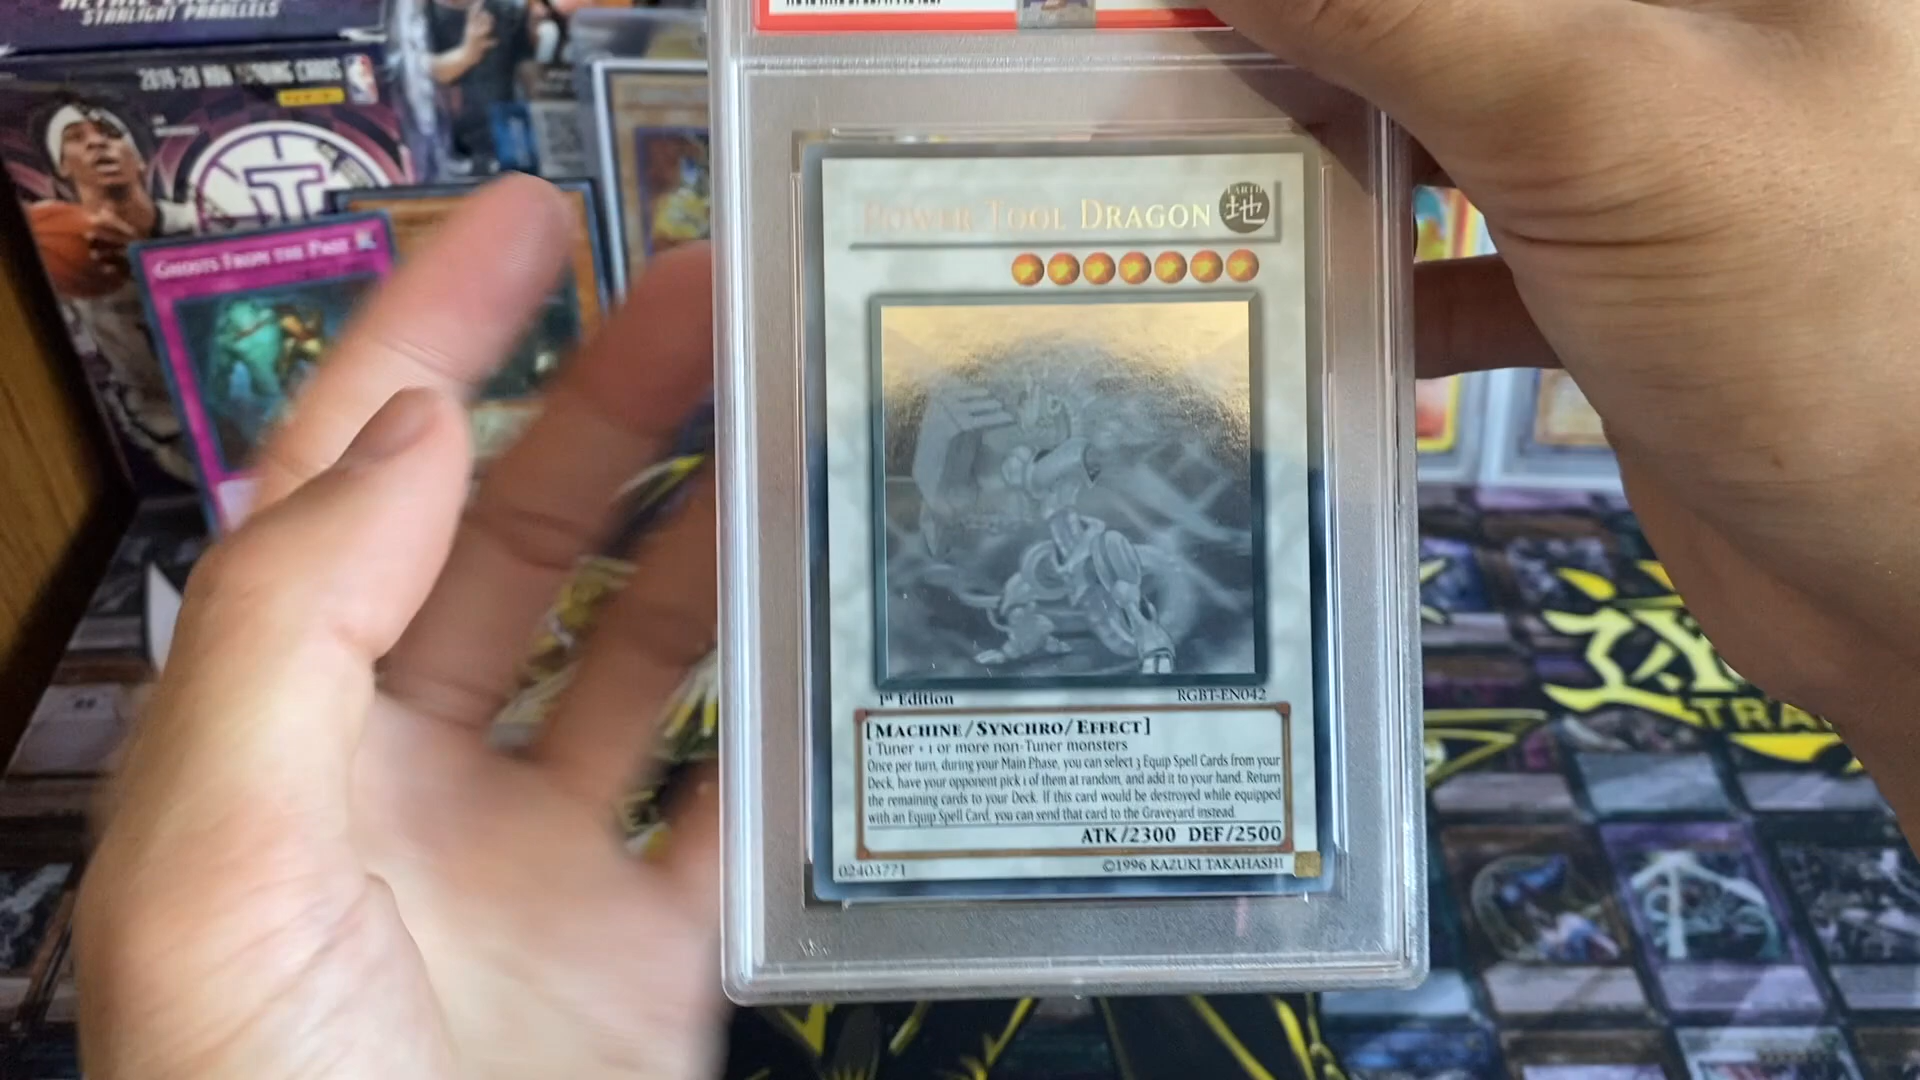 STARLIGHT PARALLELS
2019-20 NBA TRADING CARDS
GHOSTS FROM THE PAST
POWER TOOL DRAGON
EARTH
地
1st Edition
RGBT-EN042
[MACHINE/SYNCHRO/EFFECT]
1 Tuner + 1 or more non-Tuner monsters
Once per turn, during your Main Phase, you can select 3 Equip Spell Cards from your
Deck, have your opponent pick 1 of them at random, and add it to your hand. Return
the remaining cards to your Deck. If this card would be destroyed while equipped
with an Equip Spell Card, you can send that card to the Graveyard instead.
ATK/2300 DEF/2500
02403771
©1996 KAZUKI TAKAHASHI
TRA